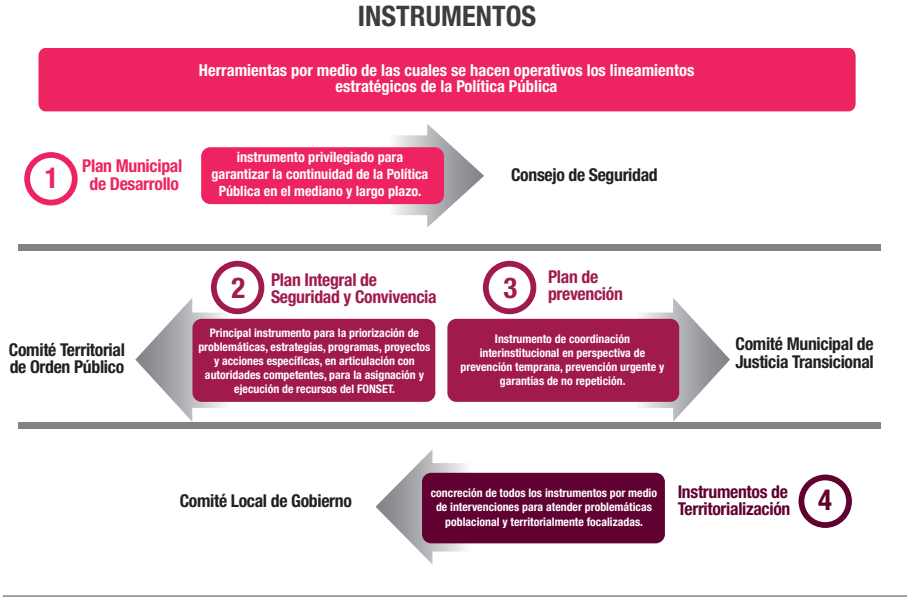 INSTRUMENTOS
Herramientas por medio de las cuales se hacen operativos los lineamientos
estratégicos de la Política Pública
1
Plan Municipal
de Desarrollo
instrumento privilegiado para
garantizar la continuidad de la Política
Pública en el mediano y largo plazo.
Consejo de Seguridad
2
Plan Integral de
Seguridad y Convivencia
Principal instrumento para la priorización de
problemáticas, estrategias, programas, proyectos
y acciones específicas, en articulación con
autoridades competentes, para la asignación y
ejecución de recursos del FONSET.
Comité Territorial
de Orden Público
3
Plan de
prevención
Instrumento de coordinación
interinstitucional en perspectiva de
prevención temprana, prevención urgente y
garantías de no repetición.
Comité Municipal de
Justicia Transicional
Comité Local de Gobierno
concreción de todos los instrumentos por medio
de intervenciones para atender problemáticas
poblacional y territorialmente focalizadas.
Instrumentos de
Territorialización
4